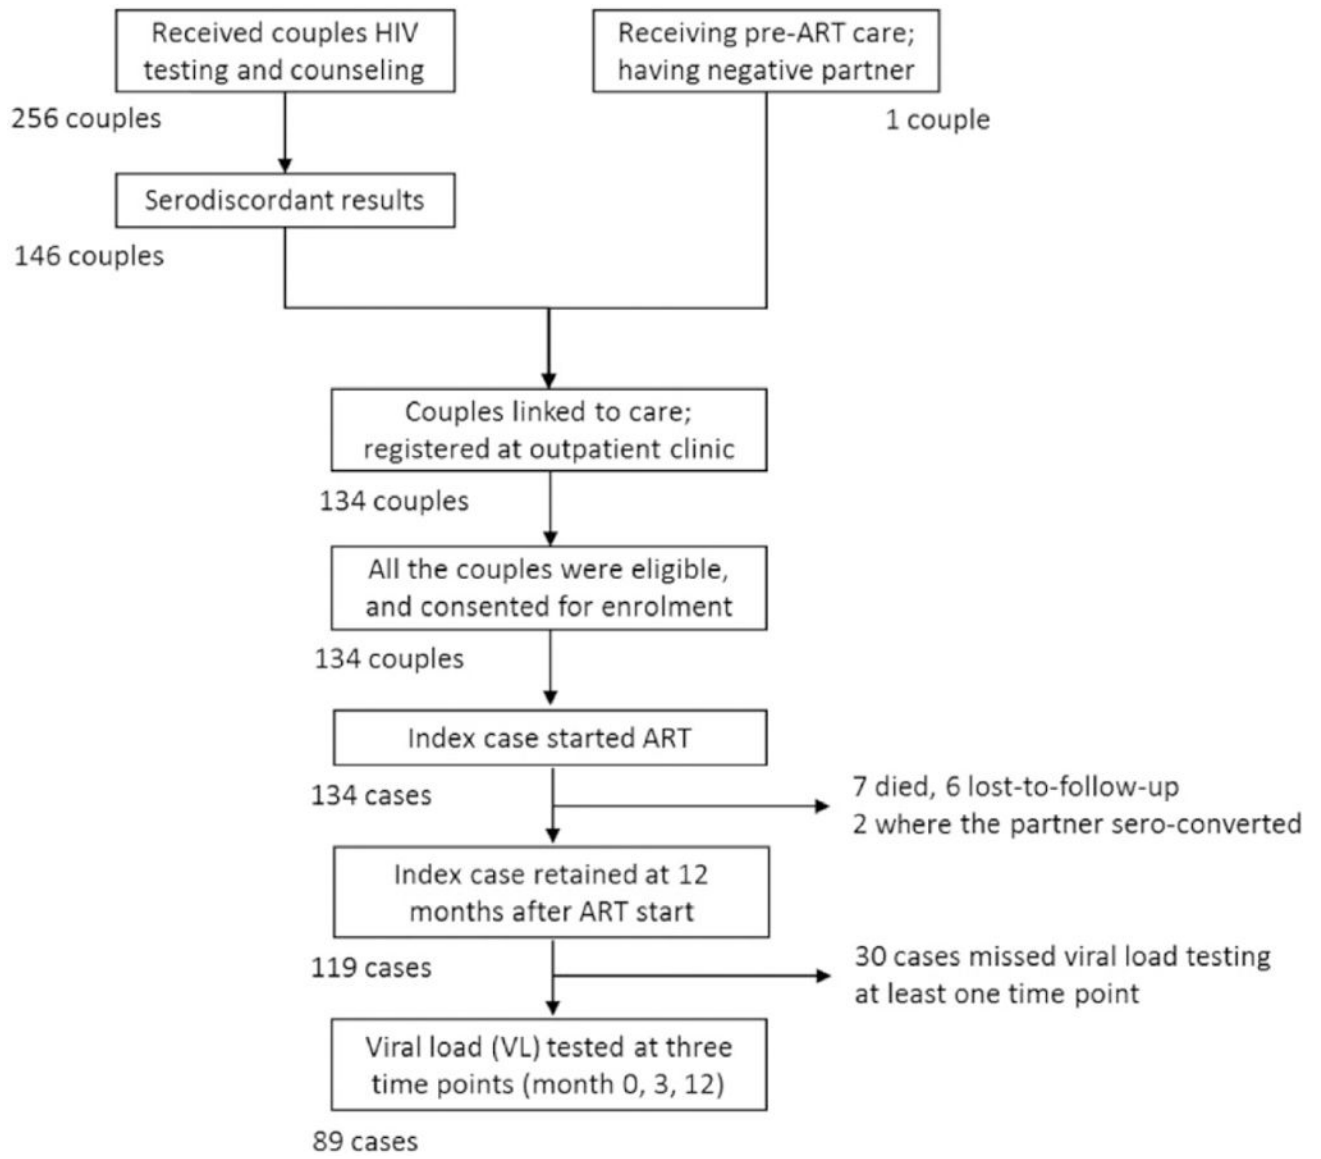 Received couples HIV
testing and counseling
Receiving pre-ART care;
having negative partner
256 couples
1 couple
Serodiscordant results
146 couples
Couples linked to care;
registered at outpatient clinic
134 couples
All the couples were eligible,
and consented for enrolment
134 couples
Index case started ART
134 cases
7 died, 6 lost-to-follow-up
2 where the partner sero-converted
Index case retained at 12
months after ART start
119 cases
30 cases missed viral load testing
at least one time point
Viral load (VL) tested at three
time points (month 0, 3, 12)
89 cases